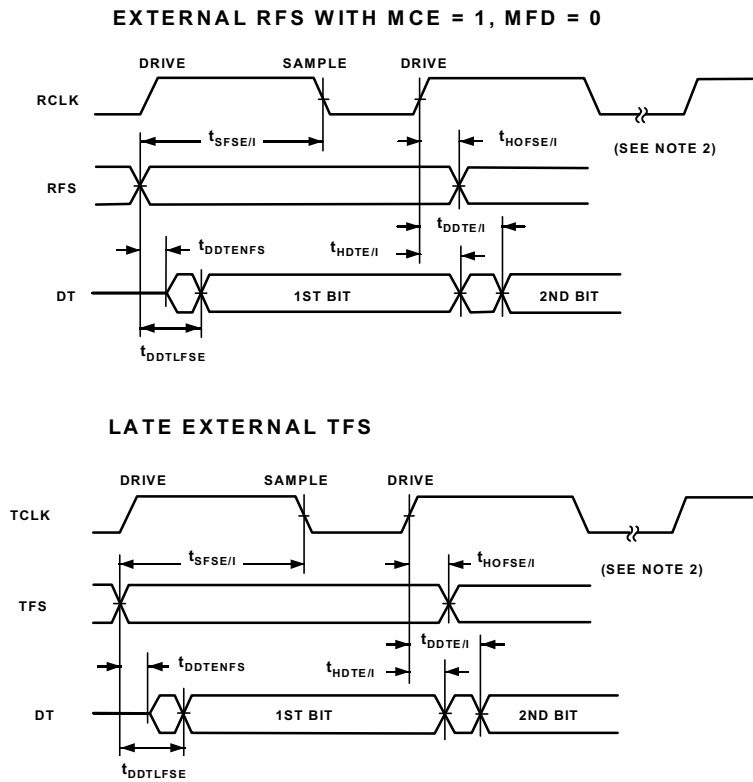 EXTERNAL RFS WITH MCE = 1, MFD = 0
DRIVE SAMPLE DRIVE
RCLK
tSFSE/I tHOFSE/I
(SEE NOTE 2)
RFS
tDDTE/I
tDDTENFS tHDTE/I
DT 1ST BIT 2ND BIT
tDDTLFSE
LATE EXTERNAL TFS
DRIVE SAMPLE DRIVE
TCLK
tSFSE/I tHOFSE/I
(SEE NOTE 2)
TFS
tDDTE/I
tDDTENFS tHDTE/I
DT 1ST BIT 2ND BIT
tDDTLFSE